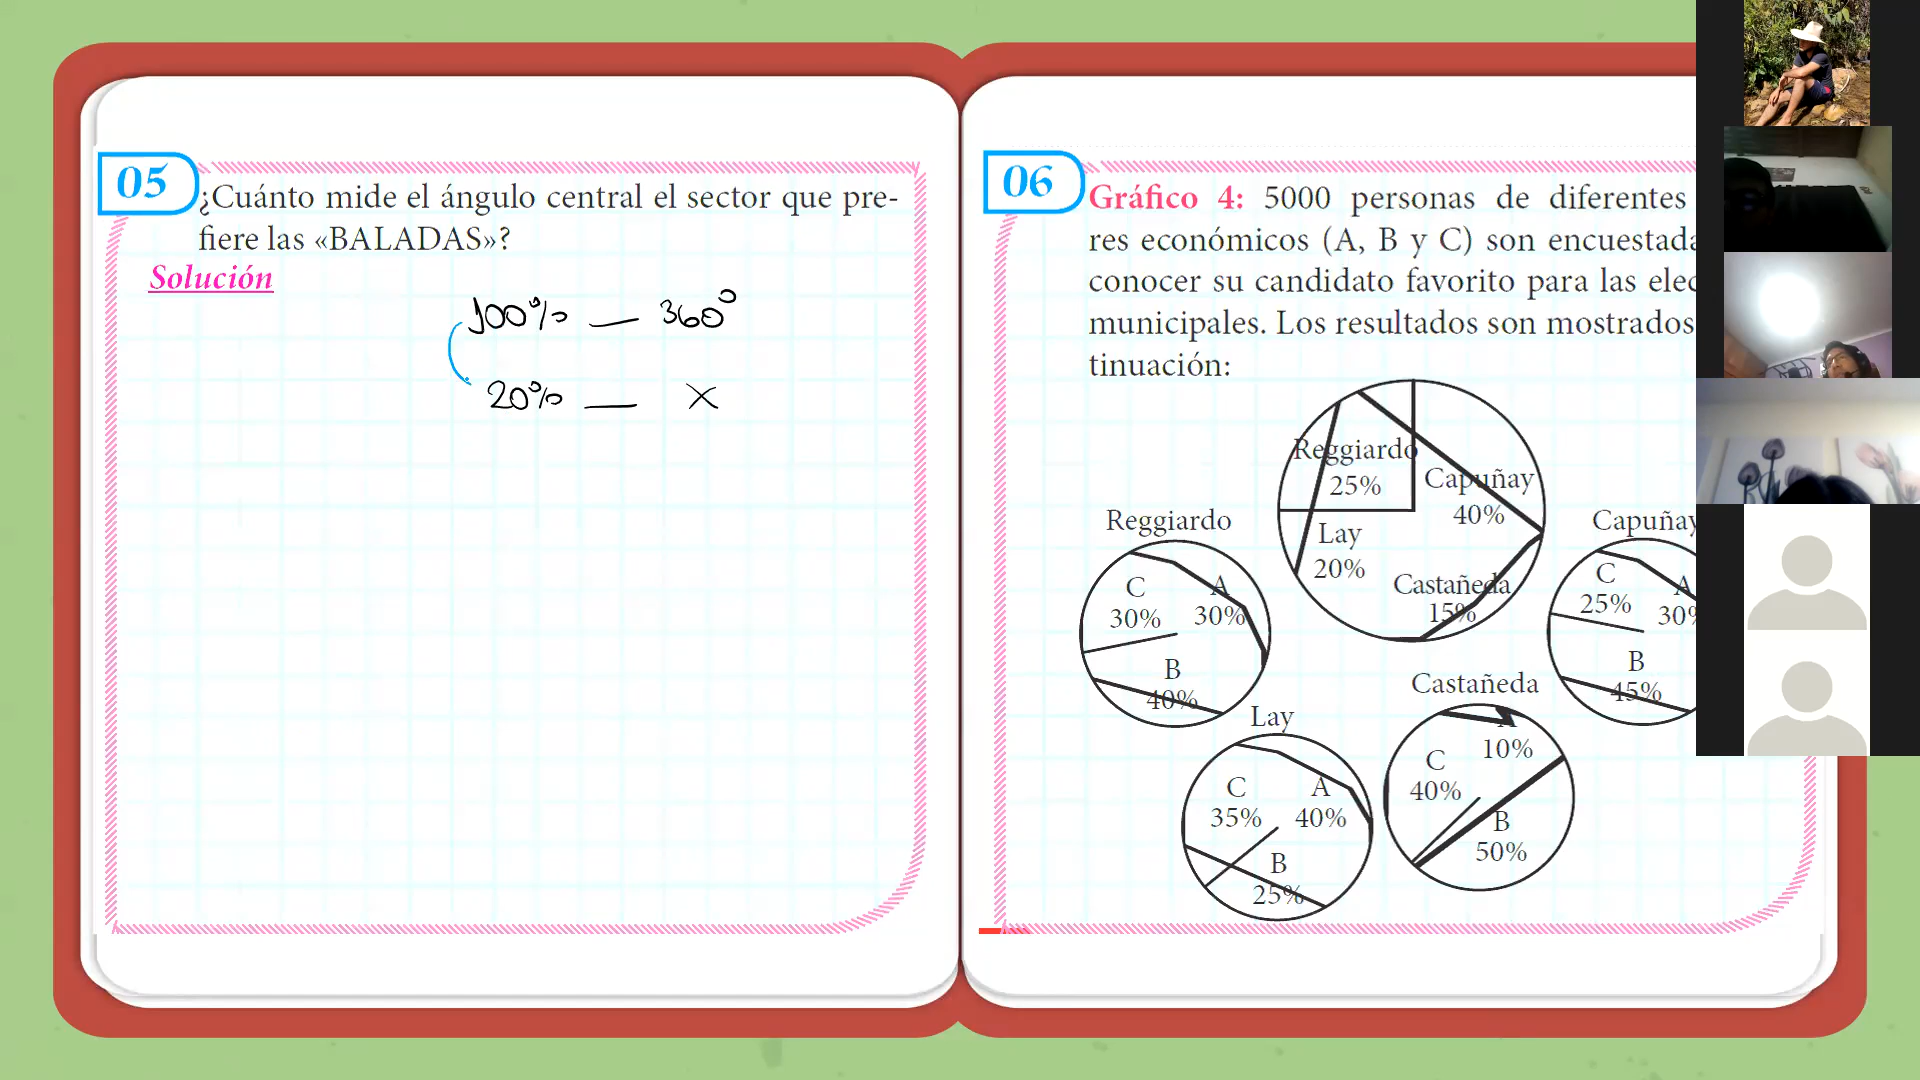 05
¿Cuánto mide el ángulo central el sector que pre-
fiere las «BALADAS»?
Solución
100% — 360°
20% — X
06
Gráfico 4: 5000 personas de diferentes
res económicos (A, B y C) son encuestada
conocer su candidato favorito para las elec
municipales. Los resultados son mostrados
tinuación:
Reggiardo
25%
Capuñay
40%
Lay
20%
Castañeda
15%
Reggiardo
C
30%
A
30%
B
40%
Capuñay
C
25%
A
30%
B
45%
Lay
C
35%
A
40%
B
25%
Castañeda
A
10%
C
40%
B
50%